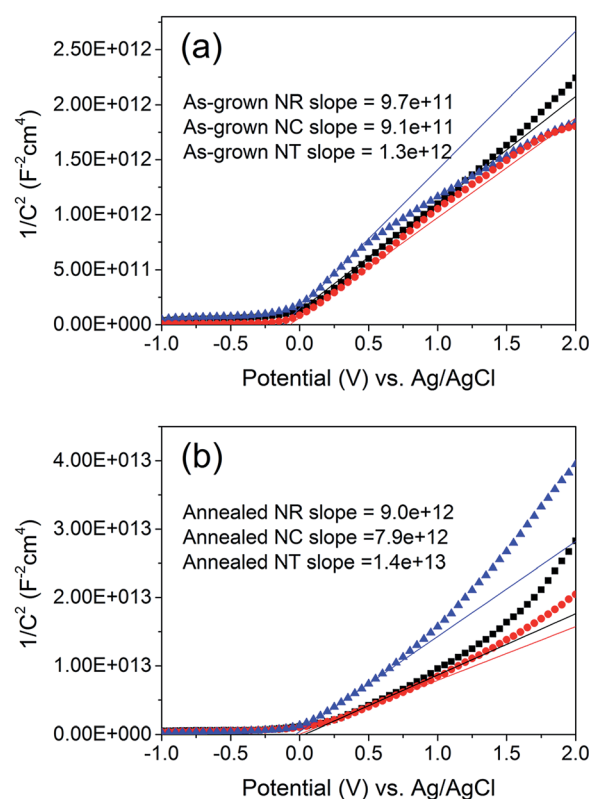 (a)
2.50E+012
2.00E+012
1.50E+012
1.00E+012
5.00E+011
0.00E+000
1/C² (F⁻²cm⁴)
As-grown NR slope = 9.7e+11
As-grown NC slope = 9.1e+11
As-grown NT slope = 1.3e+12
-1.0 -0.5 0.0 0.5 1.0 1.5 2.0
Potential (V) vs. Ag/AgCl
(b)
4.00E+013
3.00E+013
2.00E+013
1.00E+013
0.00E+000
1/C² (F⁻²cm⁴)
Annealed NR slope = 9.0e+12
Annealed NC slope =7.9e+12
Annealed NT slope =1.4e+13
-1.0 -0.5 0.0 0.5 1.0 1.5 2.0
Potential (V) vs. Ag/AgCl